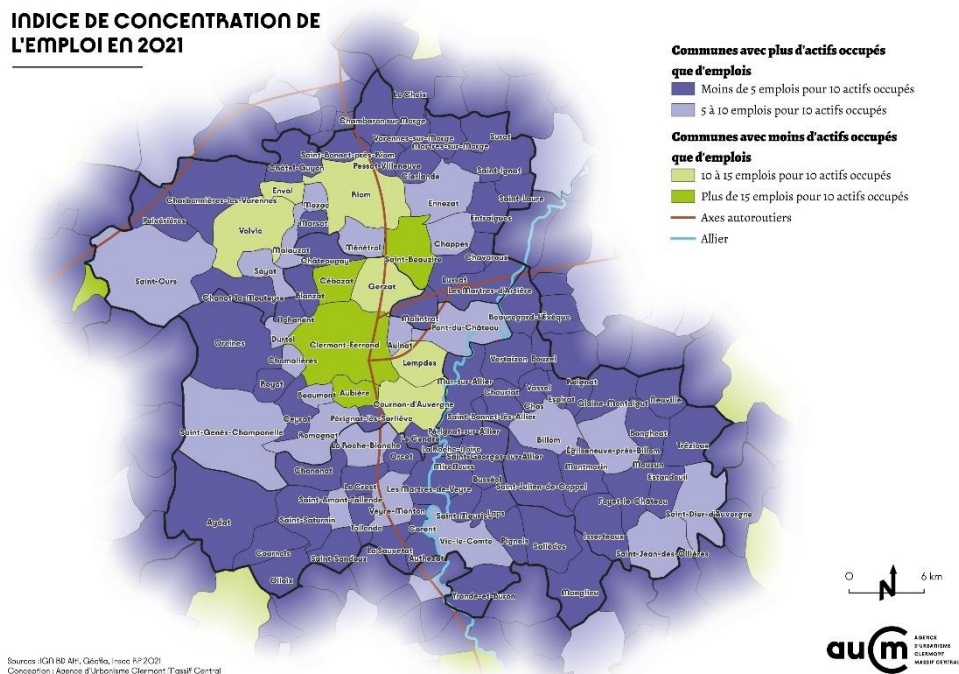 INDICE DE CONCENTRATION DE
L'EMPLOI EN 2021
Communes avec plus d'actifs occupés
que d'emplois
Moins de 5 emplois pour 10 actifs occupés
5 à 10 emplois pour 10 actifs occupés
Communes avec moins d'actifs occupés
que d'emplois
10 à 15 emplois pour 10 actifs occupés
Plus de 15 emplois pour 10 actifs occupés
Axes autoroutiers
Allier
Le Cheix
Chambaron sur Morge
Varennes-sur-Morge
Martres-sur-Morge
Surat
Saint-Bonnet-près-Riom
Pessat-Villeneuve
Clerlande
Châtel-Guyon
Saint-Ignat
Enval
Riom
Charbonnières-les-Varennes
Mozac
Ennezat
Saint-Laure
Pulvérières
Marsat
Entraigues
Volvic
Ménétrol
Chappes
Malauzat
Châteaugay
Saint-Beauzire
Chavaroux
Sayat
Saint-Ours
Cébazat
Gerzat
Lussat
Les Martres-d'Artière
Chanat-la-Mouteyre
Blanzat
Nohanent
Malintrat
Pont-du-Château
Beauregard-l'Evêque
Orcines
Durtol
Clermont-Ferrand
Aulnat
Chamalières
Lempdes
Vertaizon
Bouzel
Royat
Mur-sur-Allier
Vassel
Reignat
Beaumont
Aubière
Chauriat
Espirat
Glaine-Montaigut
Neuville
Cournon-d'Auvergne
Chas
Ceyrat
Pérignat-lès-Sarliève
Saint-Bonnet-lès-Allier
Saint-Genès-Champanelle
Romagnat
Pérignat-sur-Allier
Billom
Bongheat
Le Cendre
La Roche-Blanche
La Roche-Noire
Orcet
Saint-Georges-sur-Allier
Égliseneuve-près-Billom
Trézioux
Chanonat
Mirefleurs
Montmorin
Mauzun
Busséol
Estandeuil
Le Crest
Les Martres-de-Veyre
Saint-Julien-de-Coppel
Saint-Amant-Tallende
Fayet-le-Château
Veyre-Monton
Saint-Maurice
Laps
Saint-Dier-d'Auvergne
Aydat
Saint-Saturnin
Tallende
Corent
Vic-le-Comte
Pignols
Isserteaux
Sallèdes
Cournols
Saint-Sandoux
La Sauvetat
Authezat
Saint-Jean-des-Ollières
Olloix
Yronde-et-Buron
Manglieu
0
N
6 km
Sources : IGN BD Alti, Géofla, Insee RP 2021
Conception : Agence d'Urbanisme Clermont Massif Central
aucm
AGENCE
D'URBANISME
CLERMONT
MASSIF CENTRAL